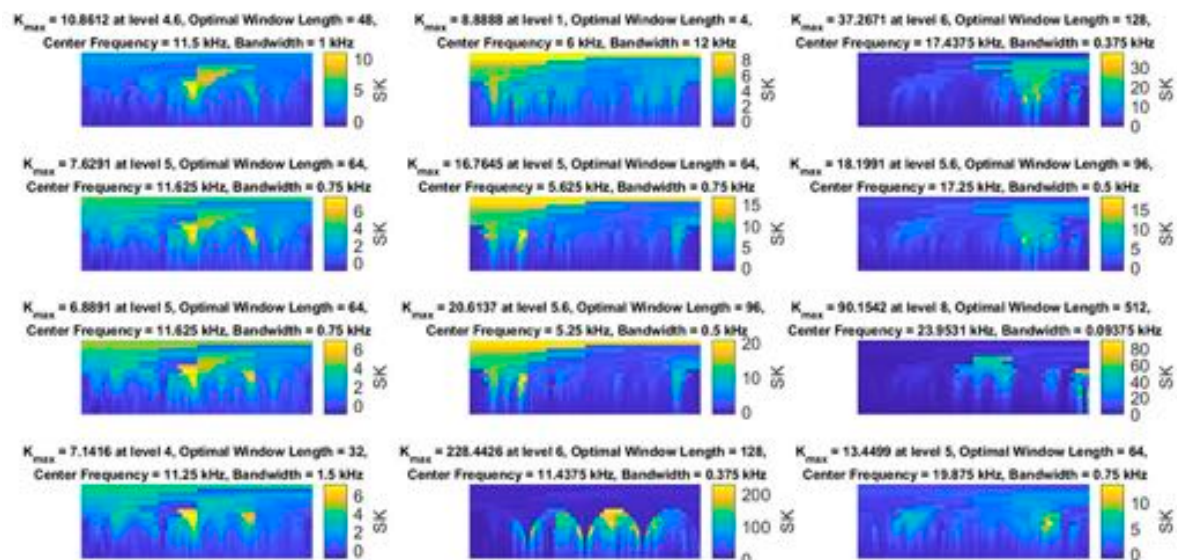 K_max = 10.8612 at level 4.6, Optimal Window Length = 48,
Center Frequency = 11.5 kHz, Bandwidth = 1 kHz
10
5
0
SK
K_max = 8.8888 at level 1, Optimal Window Length = 4,
Center Frequency = 6 kHz, Bandwidth = 12 kHz
8
6
4
2
0
SK
K_max = 37.2671 at level 6, Optimal Window Length = 128,
Center Frequency = 17.4375 kHz, Bandwidth = 0.375 kHz
30
20
10
0
SK
K_max = 7.6291 at level 5, Optimal Window Length = 64,
Center Frequency = 11.625 kHz, Bandwidth = 0.75 kHz
6
4
2
0
SK
K_max = 16.7645 at level 5, Optimal Window Length = 64,
Center Frequency = 5.625 kHz, Bandwidth = 0.75 kHz
15
10
5
0
SK
K_max = 18.1991 at level 5.6, Optimal Window Length = 96,
Center Frequency = 17.25 kHz, Bandwidth = 0.5 kHz
15
10
5
0
SK
K_max = 6.8891 at level 5, Optimal Window Length = 64,
Center Frequency = 11.625 kHz, Bandwidth = 0.75 kHz
6
4
2
0
SK
K_max = 20.6137 at level 5.6, Optimal Window Length = 96,
Center Frequency = 5.25 kHz, Bandwidth = 0.5 kHz
20
10
0
SK
K_max = 90.1542 at level 8, Optimal Window Length = 512,
Center Frequency = 23.9531 kHz, Bandwidth = 0.09375 kHz
80
60
40
20
0
SK
K_max = 7.1416 at level 4, Optimal Window Length = 32,
Center Frequency = 11.25 kHz, Bandwidth = 1.5 kHz
6
4
2
0
SK
K_max = 228.4426 at level 6, Optimal Window Length = 128,
Center Frequency = 11.4375 kHz, Bandwidth = 0.375 kHz
200
100
0
SK
K_max = 13.4499 at level 5, Optimal Window Length = 64,
Center Frequency = 19.875 kHz, Bandwidth = 0.75 kHz
10
5
0
SK